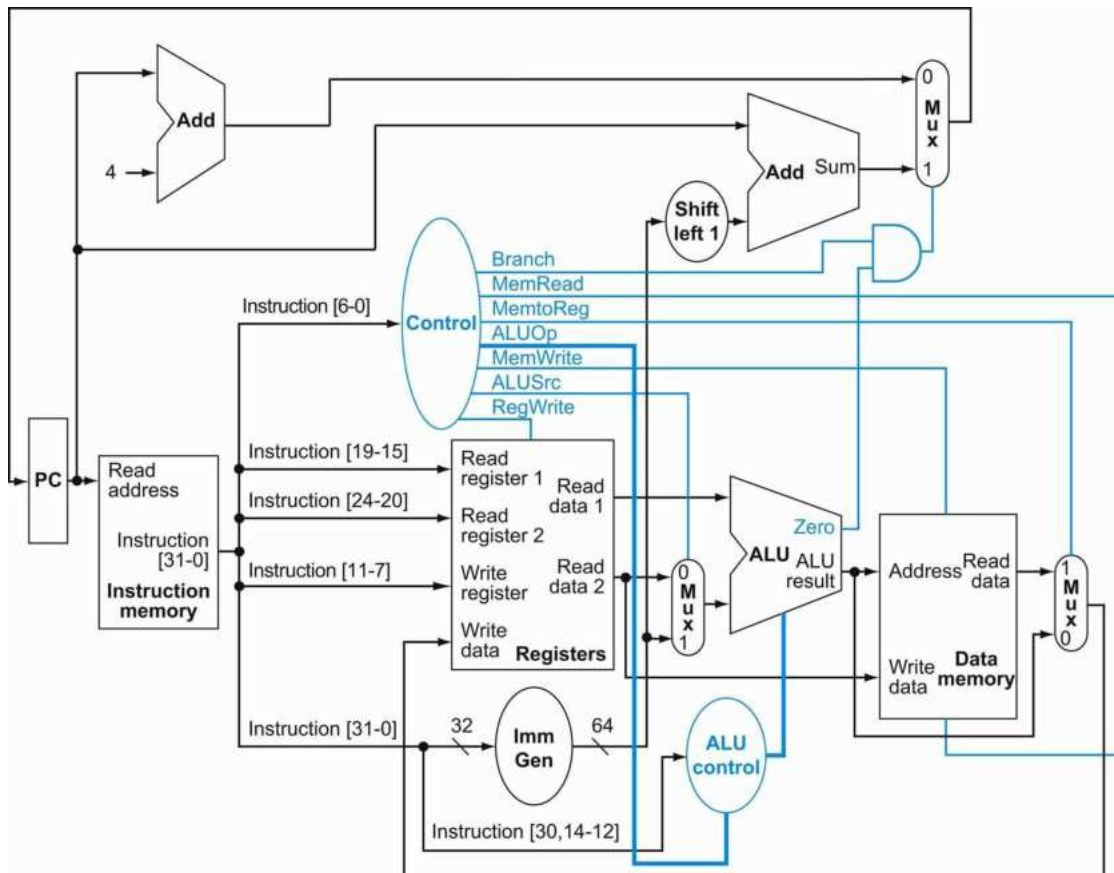 Add
4
Add Sum
Shift
left 1
0
Mux
1
Branch
MemRead
MemtoReg
ALUOp
MemWrite
ALUSrc
RegWrite
Control
Instruction [6-0]
PC
Read
address
Instruction
[31-0]
Instruction
memory
Instruction [19-15]
Instruction [24-20]
Instruction [11-7]
Read
register 1
Read
register 2
Write
register
Write
data
Read
data 1
Read
data 2
Registers
0
Mux
1
Zero
ALU
ALU
result
Address
Read
data
Write
data
Data
memory
1
Mux
0
Instruction [31-0]
32
Imm
Gen
64
ALU
control
Instruction [30,14-12]